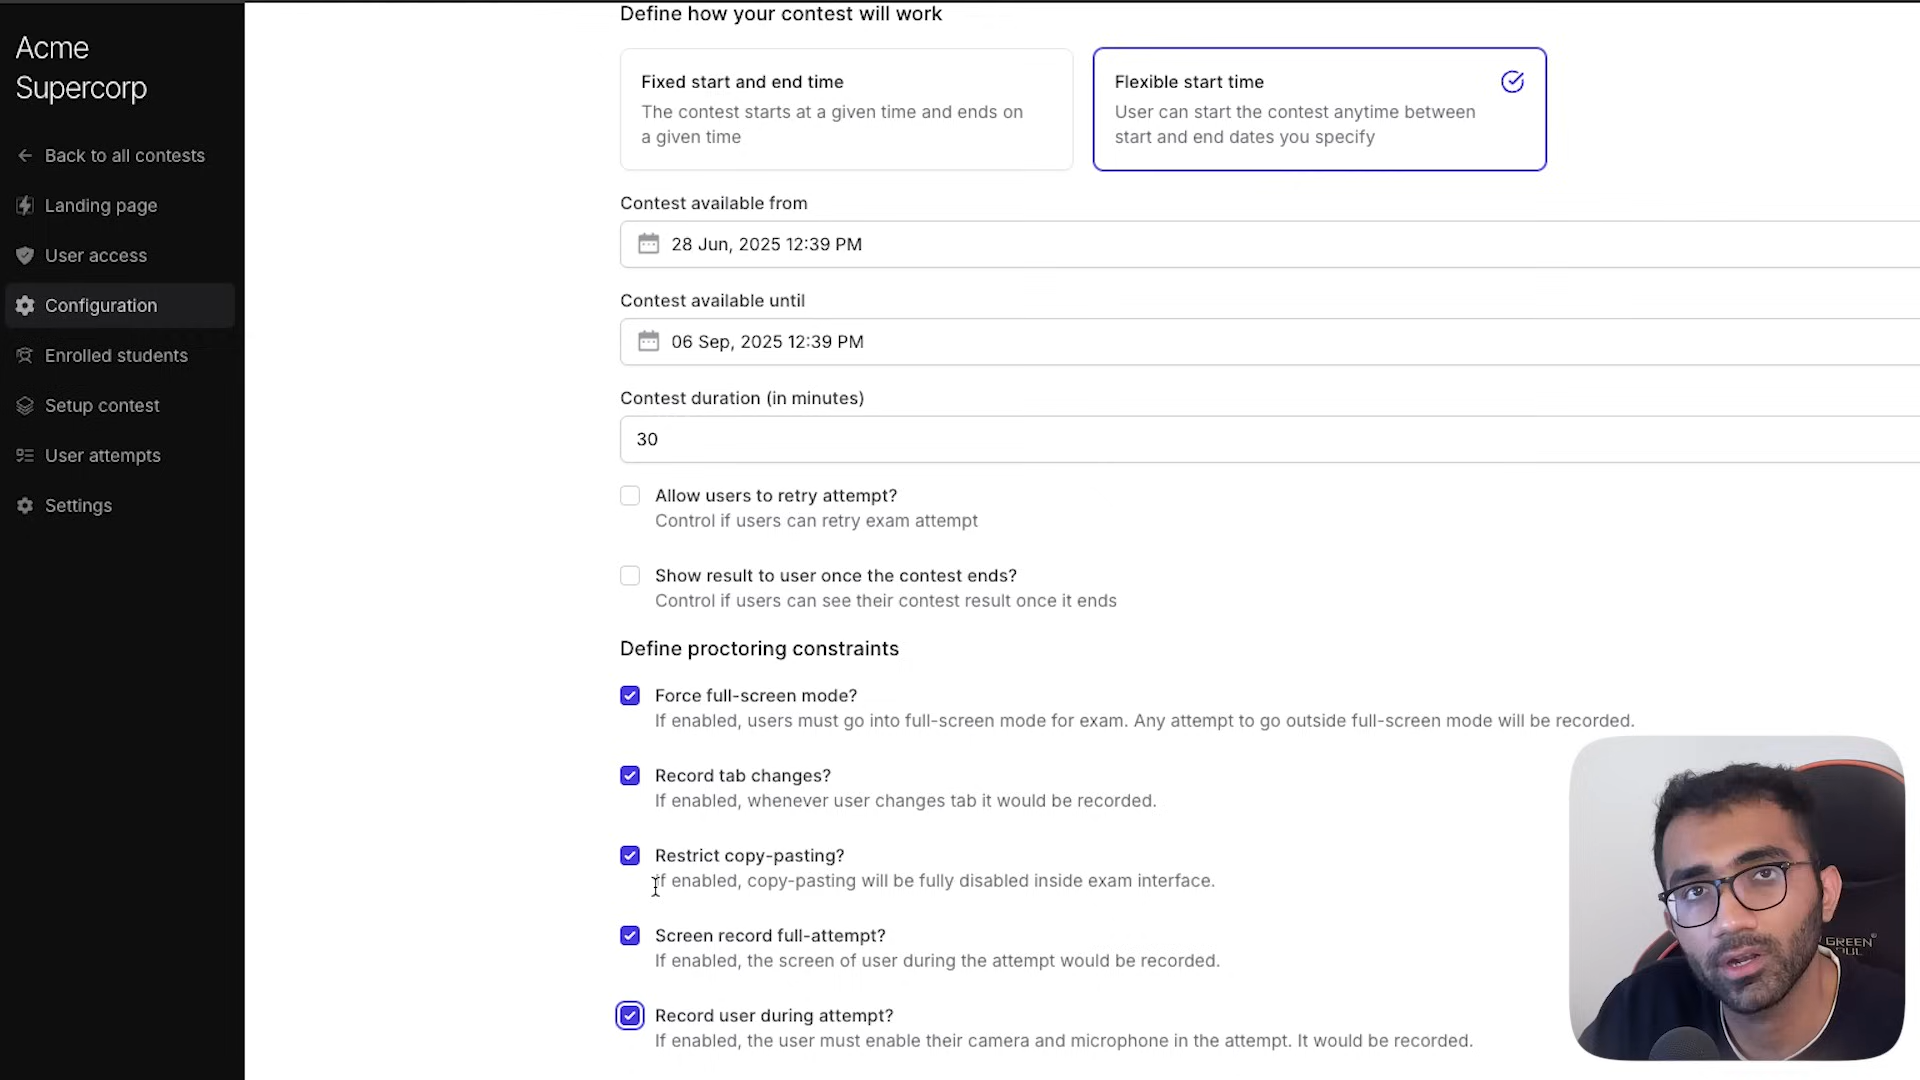 Acme
Supercorp
Back to all contests
Landing page
User access
Configuration
Enrolled students
Setup contest
User attempts
Settings
Define how your contest will work
Fixed start and end time
The contest starts at a given time and ends on
a given time
Flexible start time
User can start the contest anytime between
start and end dates you specify
Contest available from
28 Jun, 2025 12:39 PM
Contest available until
06 Sep, 2025 12:39 PM
Contest duration (in minutes)
30
Allow users to retry attempt?
Control if users can retry exam attempt
Show result to user once the contest ends?
Control if users can see their contest result once it ends
Define proctoring constraints
Force full-screen mode?
If enabled, users must go into full-screen mode for exam. Any attempt to go outside full-screen mode will be recorded.
Record tab changes?
If enabled, whenever user changes tab it would be recorded.
Restrict copy-pasting?
If enabled, copy-pasting will be fully disabled inside exam interface.
Screen record full-attempt?
If enabled, the screen of user during the attempt would be recorded.
Record user during attempt?
If enabled, the user must enable their camera and microphone in the attempt. It would be recorded.
GREEN